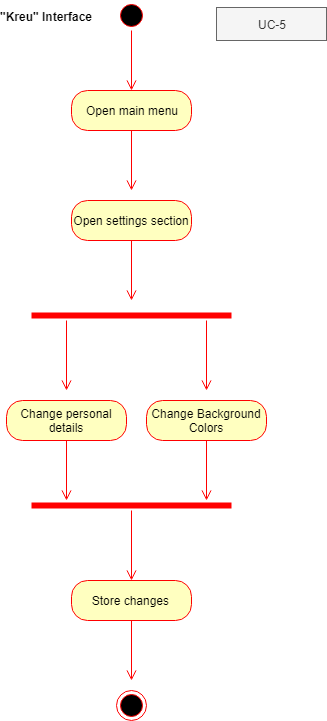 "Kreu" Interface
UC-5
Open main menu
Open settings section
Change personal
details
Change Background
Colors
Store changes